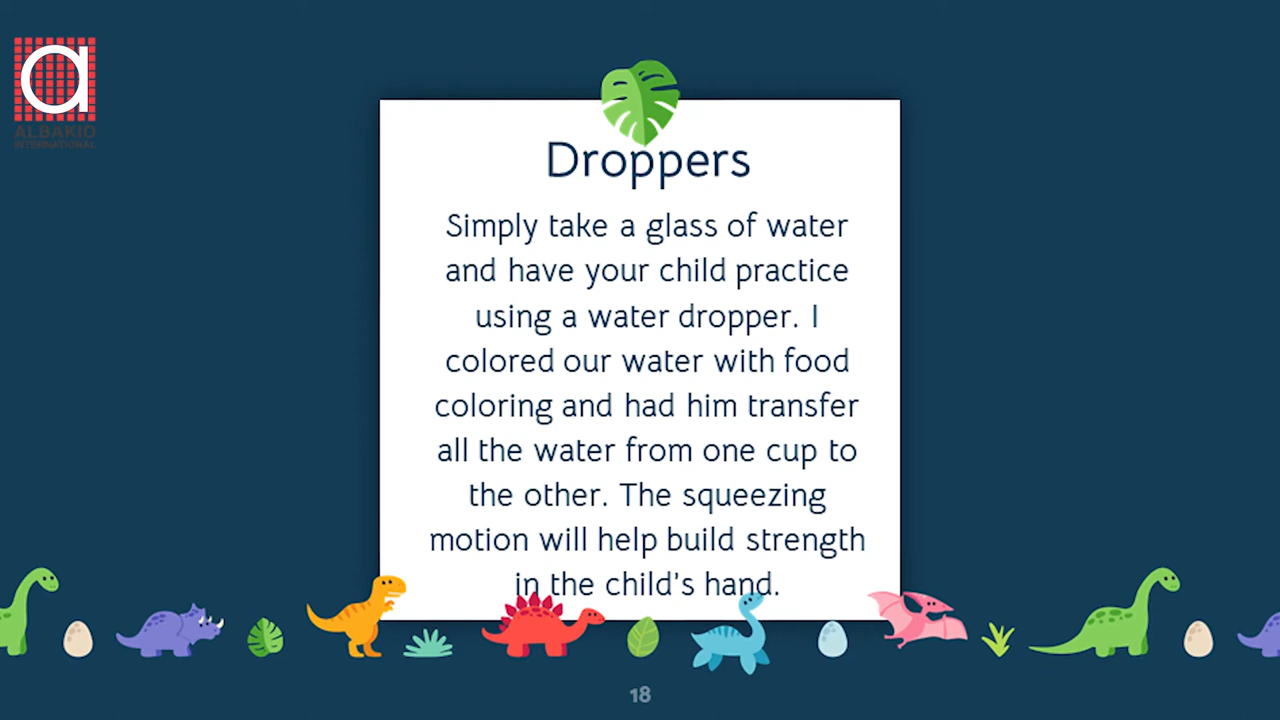 a
ALBAKIO
INTERNATIONAL
Droppers
Simply take a glass of water
and have your child practice
using a water dropper. I
colored our water with food
coloring and had him transfer
all the water from one cup to
the other. The squeezing
motion will help build strength
in the child's hand.
18